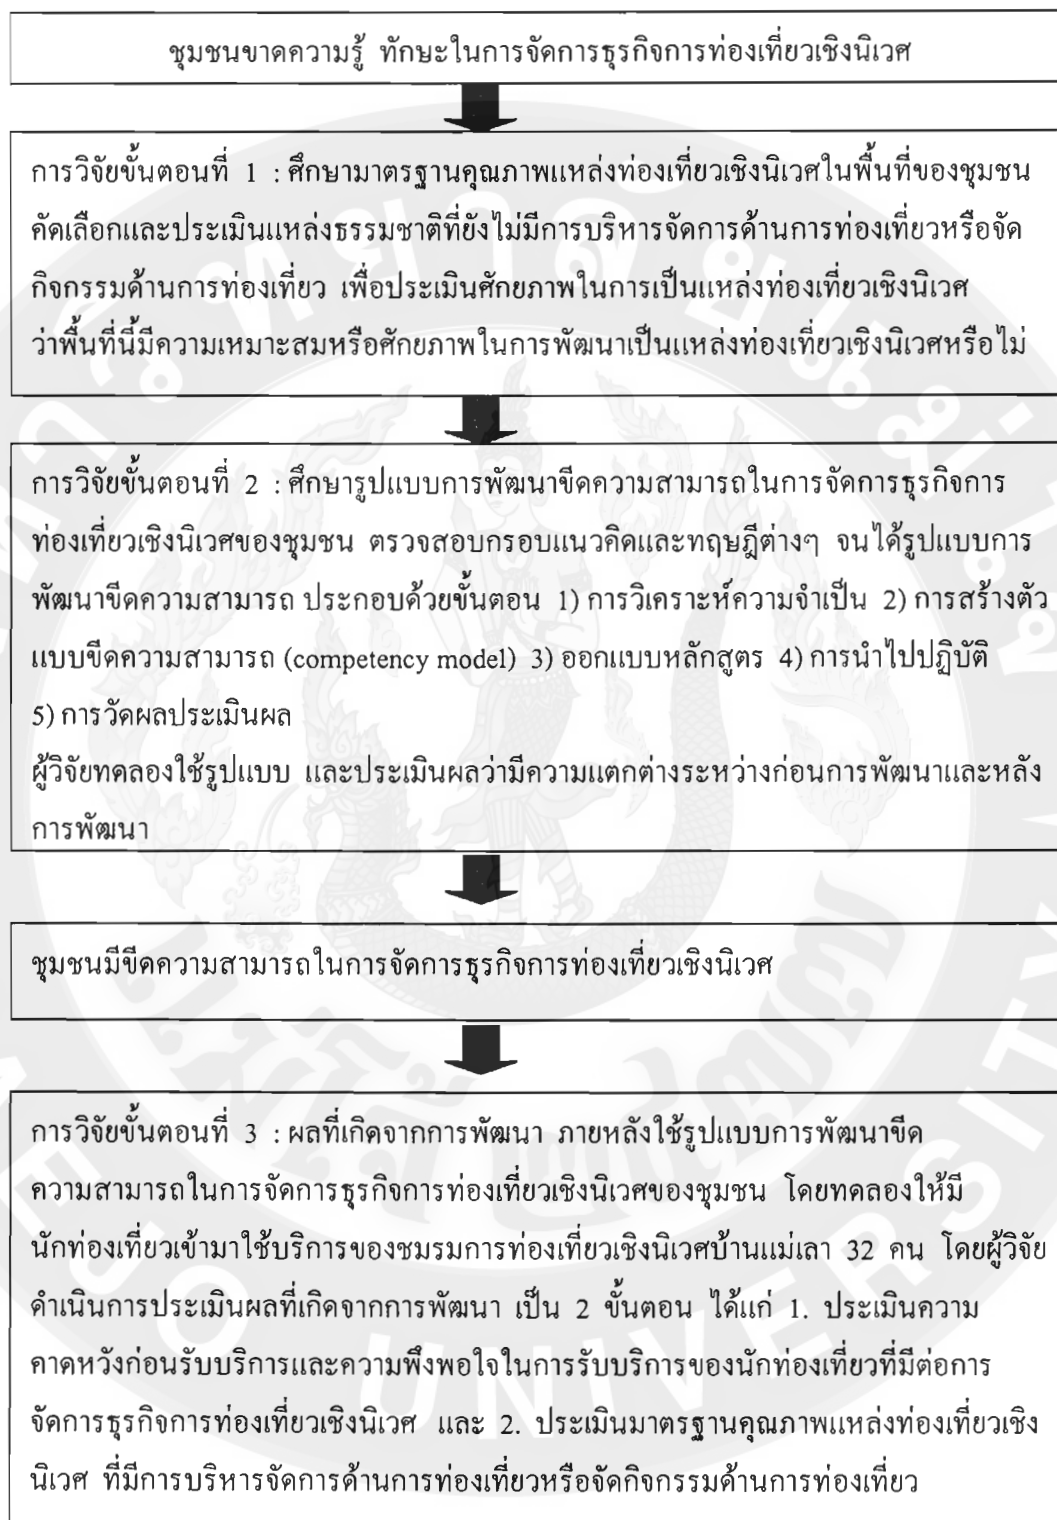 ชุมชนขาดความรู้ ทักษะในการจัดการธุรกิจการท่องเที่ยวเชิงนิเวศ
การวิจัยขั้นตอนที่ 1 : ศึกษามาตรฐานคุณภาพแหล่งท่องเที่ยวเชิงนิเวศในพื้นที่ของชุมชน
คัดเลือกและประเมินแหล่งธรรมชาติที่ยังไม่มีการบริหารจัดการด้านการท่องเที่ยวหรือจัด
กิจกรรมด้านการท่องเที่ยว เพื่อประเมินศักยภาพในการเป็นแหล่งท่องเที่ยวเชิงนิเวศ
ว่าพื้นที่นี้มีความเหมาะสมหรือศักยภาพในการพัฒนาเป็นแหล่งท่องเที่ยวเชิงนิเวศหรือไม่
การวิจัยขั้นตอนที่ 2 : ศึกษารูปแบบการพัฒนาขีดความสามารถในการจัดการธุรกิจการ
ท่องเที่ยวเชิงนิเวศของชุมชน ตรวจสอบกรอบแนวคิดและทฤษฎีต่างๆ จนได้รูปแบบการ
พัฒนาขีดความสามารถ ประกอบด้วยขั้นตอน 1) การวิเคราะห์ความจำเป็น 2) การสร้างตัว
แบบขีดความสามารถ (competency model) 3) ออกแบบหลักสูตร 4) การนำไปปฏิบัติ
5) การวัดผลประเมินผล
ผู้วิจัยทดลองใช้รูปแบบ และประเมินผลว่ามีความแตกต่างระหว่างก่อนการพัฒนาและหลัง
การพัฒนา
ชุมชนมีขีดความสามารถในการจัดการธุรกิจการท่องเที่ยวเชิงนิเวศ
การวิจัยขั้นตอนที่ 3 : ผลที่เกิดจากการพัฒนา ภายหลังใช้รูปแบบการพัฒนาขีด
ความสามารถในการจัดการธุรกิจการท่องเที่ยวเชิงนิเวศของชุมชน โดยทดลองให้มี
นักท่องเที่ยวเข้ามาใช้บริการของชมรมการท่องเที่ยวเชิงนิเวศบ้านแม่เลา 32 คน โดยผู้วิจัย
ดำเนินการประเมินผลที่เกิดจากการพัฒนา เป็น 2 ขั้นตอน ได้แก่ 1. ประเมินความ
คาดหวังก่อนรับบริการและความพึงพอใจในการรับบริการของนักท่องเที่ยวที่มีต่อการ
จัดการธุรกิจการท่องเที่ยวเชิงนิเวศ และ 2. ประเมินมาตรฐานคุณภาพแหล่งท่องเที่ยวเชิง
นิเวศ ที่มีการบริหารจัดการด้านการท่องเที่ยวหรือจัดกิจกรรมด้านการท่องเที่ยว